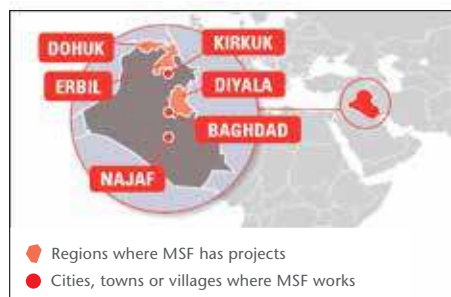 DOHUK
KIRKUK
ERBIL
DIYALA
BAGHDAD
NAJAF
Regions where MSF has projects
Cities, towns or villages where MSF works